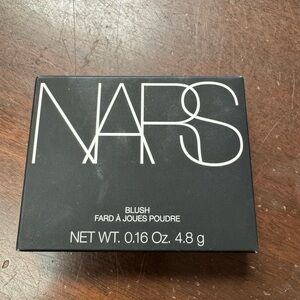 NARS
BLUSH
FARD À JOUES POUDRE
NET WT. 0.16 Oz. 4.8 g